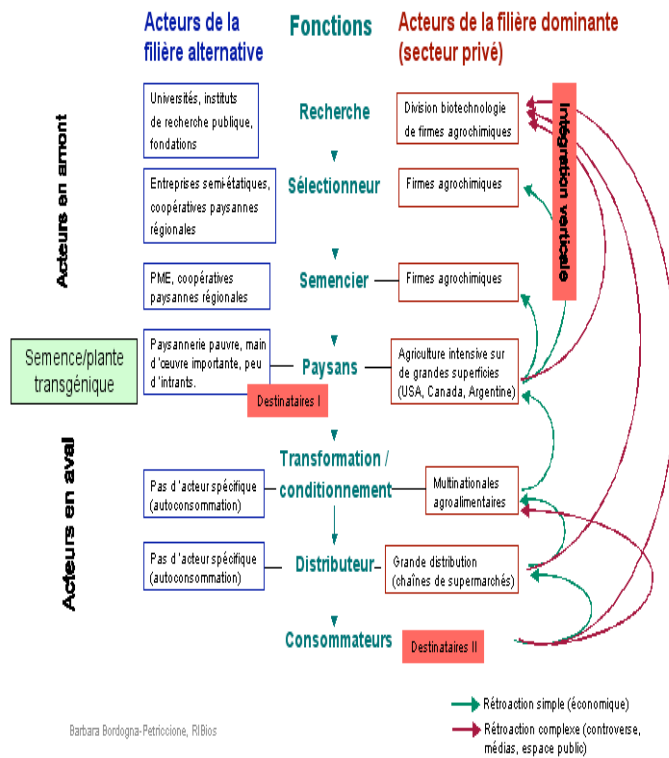 Acteurs de la
filière alternative
Fonctions
Acteurs de la filière dominante
(secteur privé)
Acteurs en amont
Universités, instituts
de recherche publique,
fondations
Recherche
Division biotechnologie
de firmes agrochimiques
Intégration verticale
Entreprises semi-étatiques,
coopératives paysannes
régionales
Sélectionneur
Firmes agrochimiques
PME, coopératives
paysannes régionales
Semencier
Firmes agrochimiques
Semence/plante
transgénique
Paysannerie pauvre, main
d'œuvre importante, peu
d'intrants.
Paysans
Agriculture intensive sur
de grandes superficies
(USA, Canada, Argentine)
Destinataires I
Acteurs en aval
Transformation /
conditionnement
Pas d'acteur spécifique
(autoconsommation)
Multinationales
agroalimentaires
Pas d'acteur spécifique
(autoconsommation)
Distributeur
Grande distribution
(chaînes de supermarchés)
Consommateurs
Destinataires II
Rétroaction simple (économique)
Rétroaction complexe (controverse,
médias, espace public)
Barbara Bordogna-Petriccione, RIBios